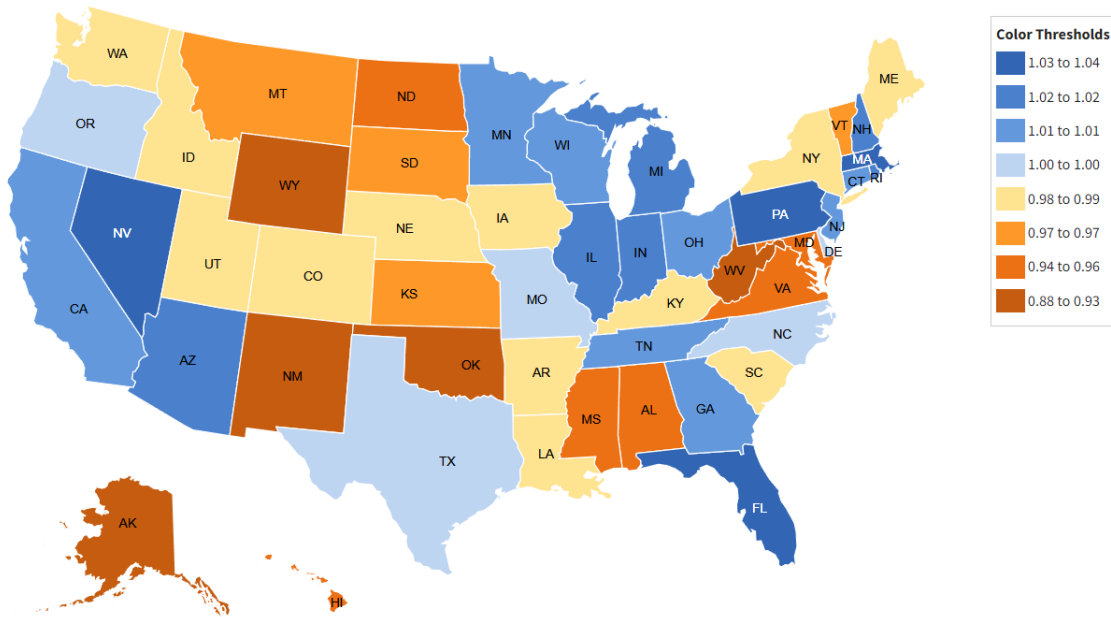 WA
ME
MT
ND
OR
MN
VT
NH
ID
SD
WI
NY
MA
WY
MI
CT
RI
IA
PA
NE
NV
NJ
OH
IL
IN
MD
DE
UT
CO
WV
VA
KS
MO
KY
CA
NC
TN
AZ
OK
NM
AR
SC
MS
AL
GA
LA
TX
FL
AK
HI
Color Thresholds
1.03 to 1.04
1.02 to 1.02
1.01 to 1.01
1.00 to 1.00
0.98 to 0.99
0.97 to 0.97
0.94 to 0.96
0.88 to 0.93